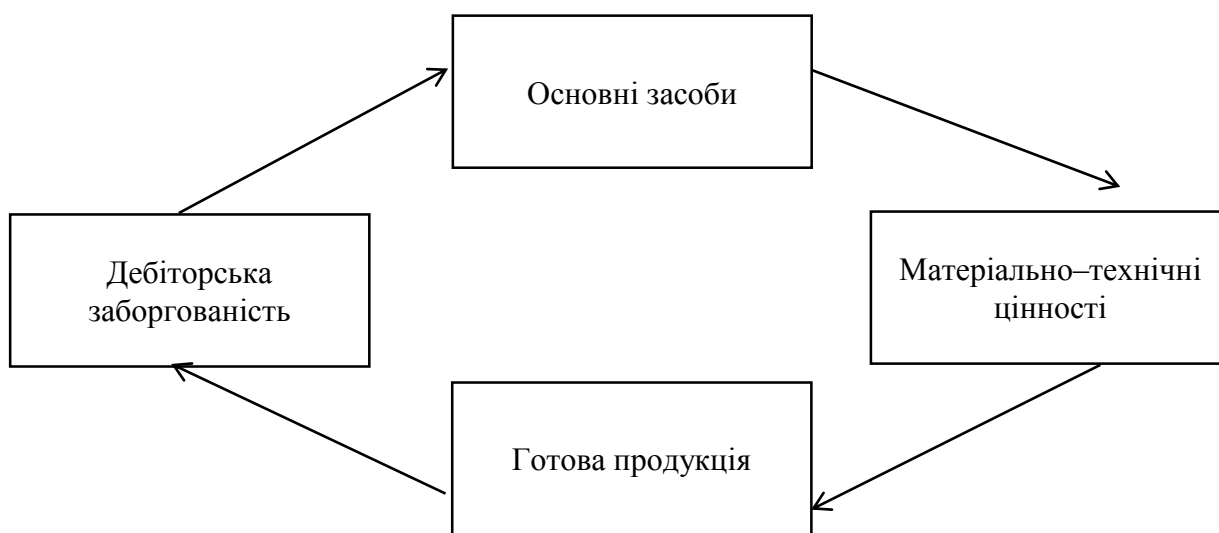 Основні засоби
Дебіторська
заборгованість
Матеріально–технічні
цінності
Готова продукція